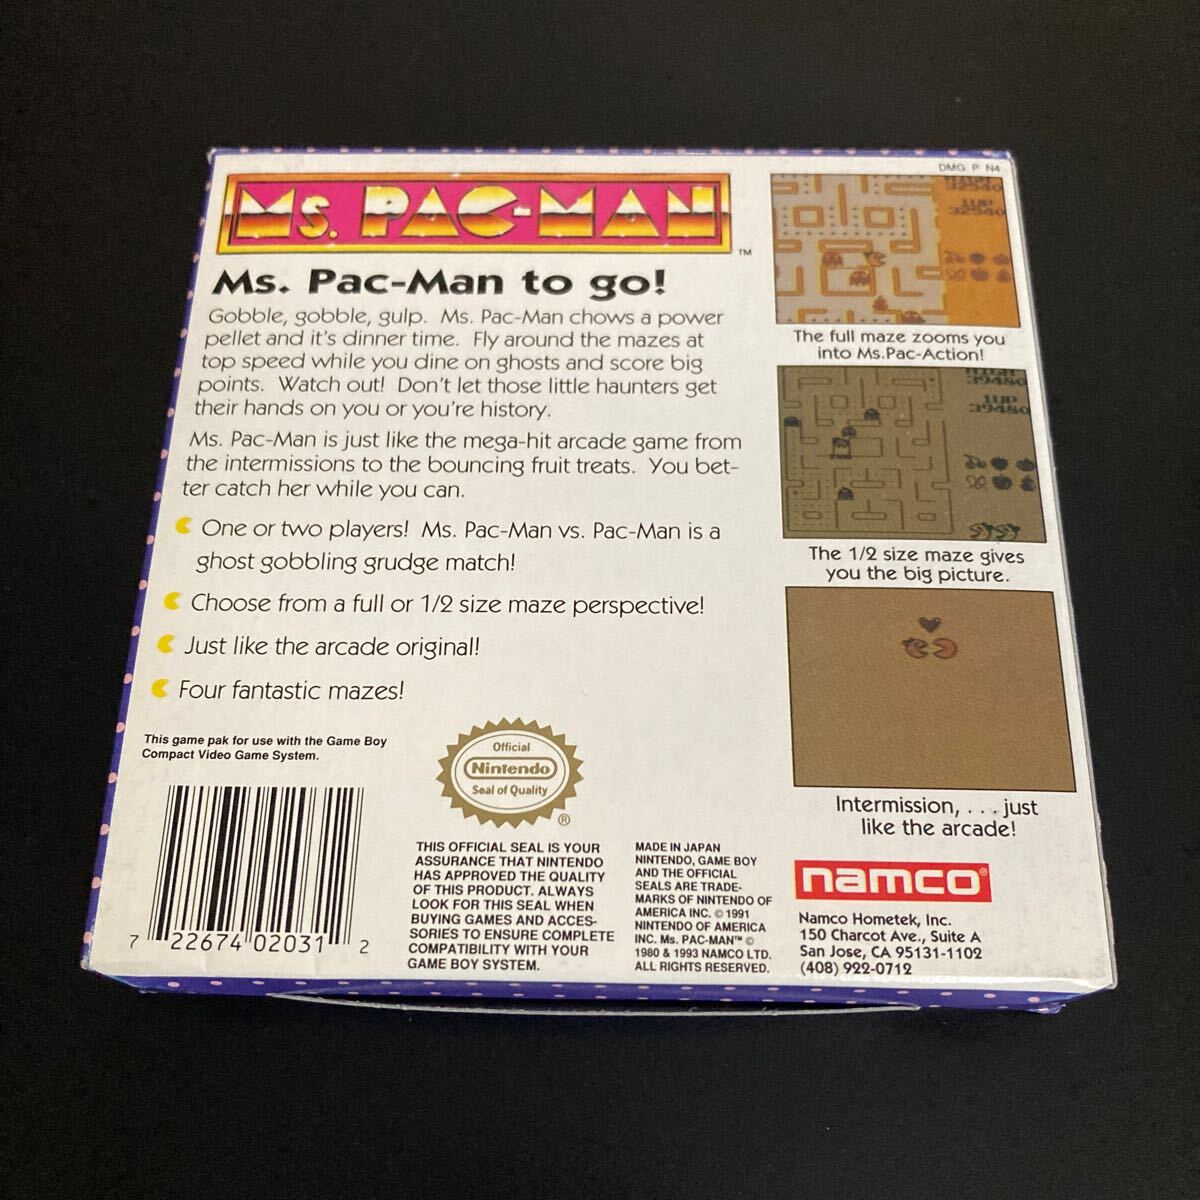 DMG P N4
Ms. PAC-MAN
TM
Ms. Pac-Man to go!
Gobble, gobble, gulp. Ms. Pac-Man chows a power
pellet and it's dinner time. Fly around the mazes at
top speed while you dine on ghosts and score big
points. Watch out! Don't let those little haunters get
their hands on you or you're history.
Ms. Pac-Man is just like the mega-hit arcade game from
the intermissions to the bouncing fruit treats. You bet-
ter catch her while you can.
One or two players! Ms. Pac-Man vs. Pac-Man is a
ghost gobbling grudge match!
Choose from a full or 1/2 size maze perspective!
Just like the arcade original!
Four fantastic mazes!
This game pak for use with the Game Boy
Compact Video Game System.
7 22674 02031 2
Official
Nintendo
Seal of Quality
®
THIS OFFICIAL SEAL IS YOUR
ASSURANCE THAT NINTENDO
HAS APPROVED THE QUALITY
OF THIS PRODUCT. ALWAYS
LOOK FOR THIS SEAL WHEN
BUYING GAMES AND ACCES-
SORIES TO ENSURE COMPLETE
COMPATIBILITY WITH YOUR
GAME BOY SYSTEM.
MADE IN JAPAN
NINTENDO, GAME BOY
AND THE OFFICIAL
SEALS ARE TRADE-
MARKS OF NINTENDO OF
AMERICA INC. © 1991
NINTENDO OF AMERICA
INC. Ms. PAC-MAN™ ©
1980 & 1993 NAMCO LTD.
ALL RIGHTS RESERVED.
HIGH
32540
1UP
32540
The full maze zooms you
into Ms.Pac-Action!
HIGH
39480
1UP
39480
The 1/2 size maze gives
you the big picture.
Intermission, . . . just
like the arcade!
namco®
Namco Hometek, Inc.
150 Charcot Ave., Suite A
San Jose, CA 95131-1102
(408) 922-0712